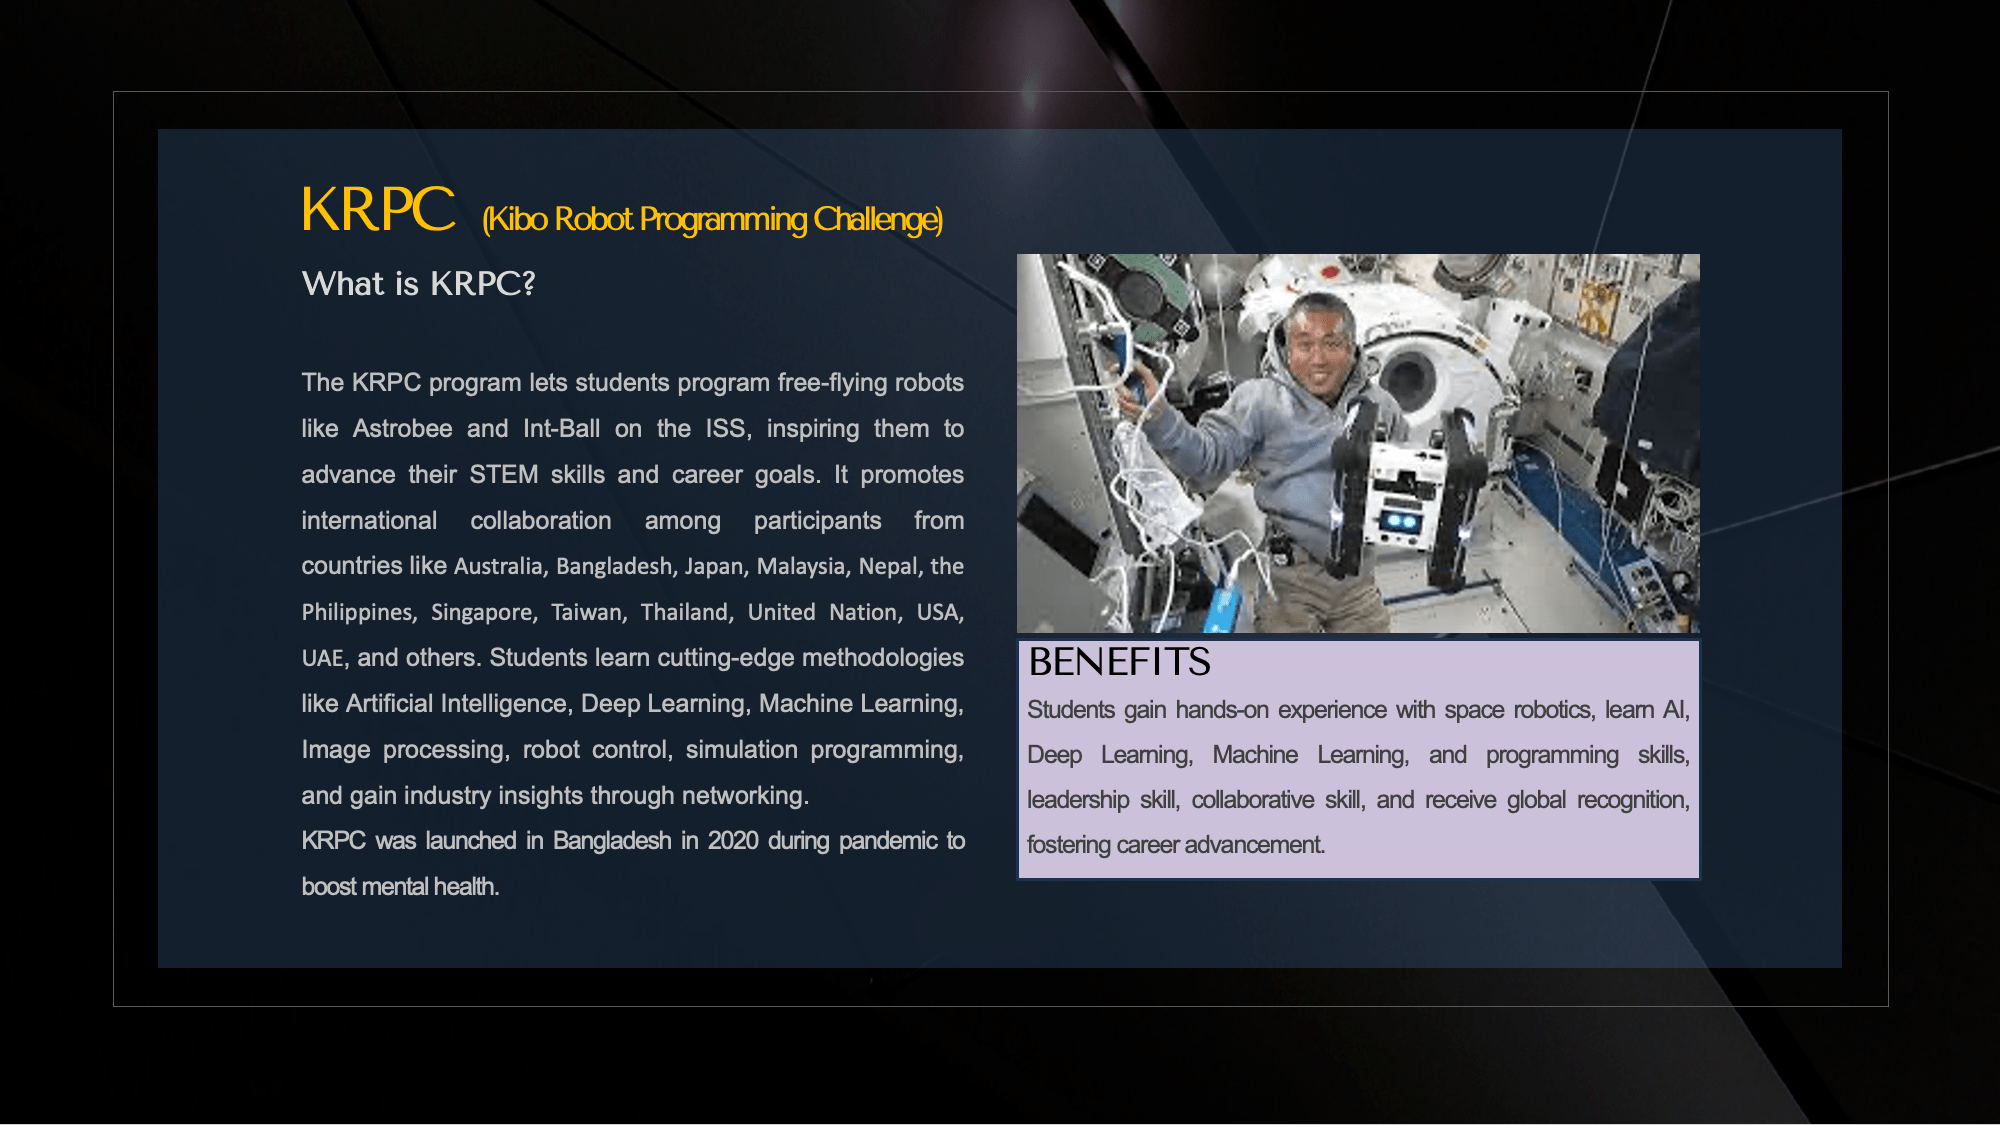 KRPC (Kibo Robot Programming Challenge)
What is KRPC?
The KRPC program lets students program free-flying robots
like Astrobee and Int-Ball on the ISS, inspiring them to
advance their STEM skills and career goals. It promotes
international collaboration among participants from
countries like Australia, Bangladesh, Japan, Malaysia, Nepal, the
Philippines, Singapore, Taiwan, Thailand, United Nation, USA,
UAE, and others. Students learn cutting-edge methodologies
like Artificial Intelligence, Deep Learning, Machine Learning,
Image processing, robot control, simulation programming,
and gain industry insights through networking.
KRPC was launched in Bangladesh in 2020 during pandemic to
boost mental health.
BENEFITS
Students gain hands-on experience with space robotics, learn AI,
Deep Learning, Machine Learning, and programming skills,
leadership skill, collaborative skill, and receive global recognition,
fostering career advancement.